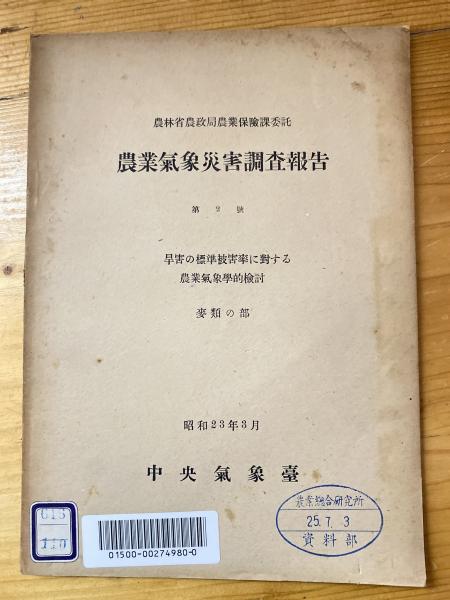 農林省農政局農業保險課委託
農業氣象災害調査報告
第 2 號
旱害の標準被害率に對する
農業氣象學的檢討
麥類の部
昭和23年3月
中央氣象臺
613
110
01500-00274980-0
農業総合研究所
25.7.3
資料部